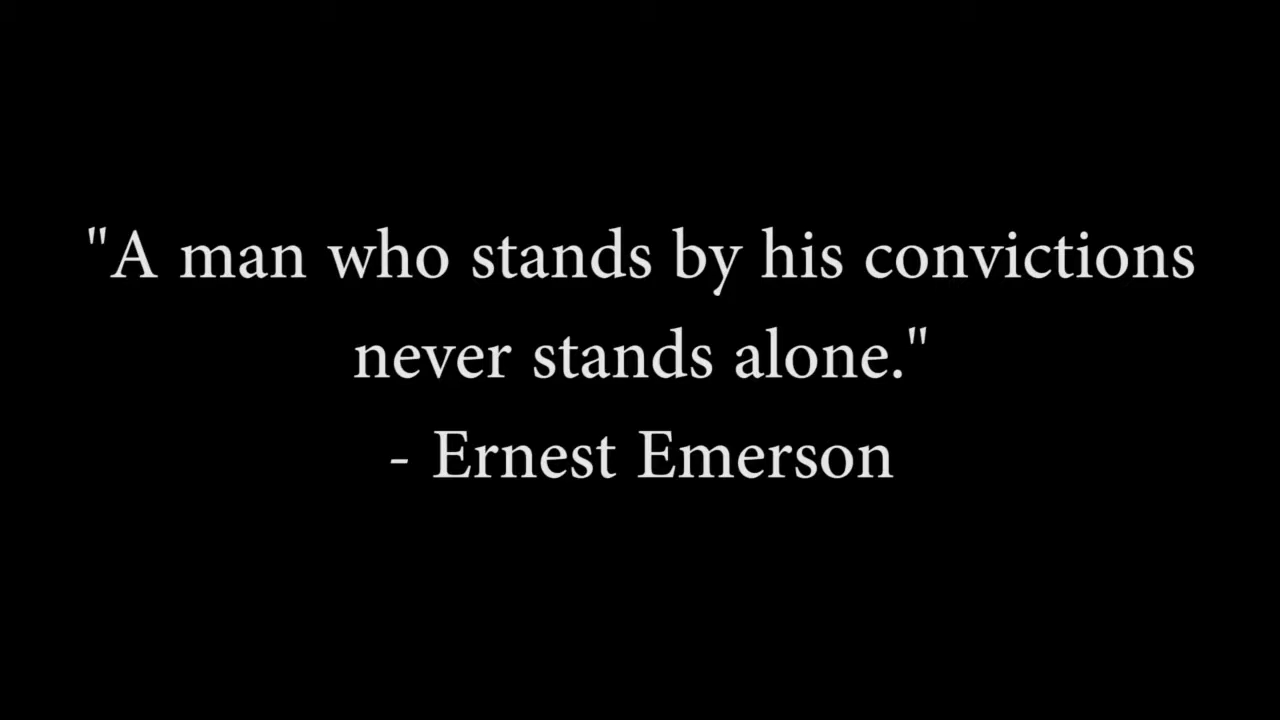 "A man who stands by his convictions
never stands alone."
- Ernest Emerson